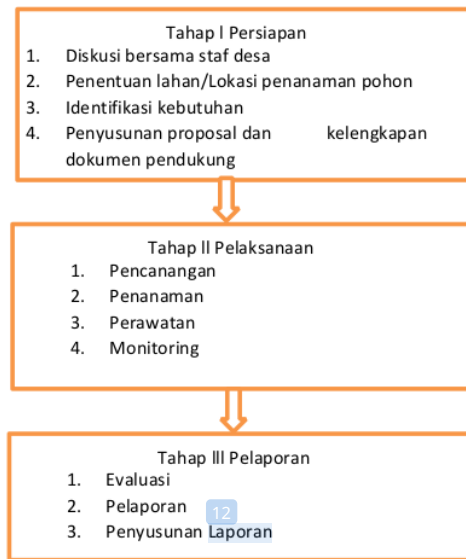 Tahap I Persiapan
1. Diskusi bersama staf desa
2. Penentuan lahan/Lokasi penanaman pohon
3. Identifikasi kebutuhan
4. Penyusunan proposal dan kelengkapan
dokumen pendukung
Tahap II Pelaksanaan
1. Pencanangan
2. Penanaman
3. Perawatan
4. Monitoring
Tahap III Pelaporan
1. Evaluasi
2. Pelaporan
12
3. Penyusunan Laporan